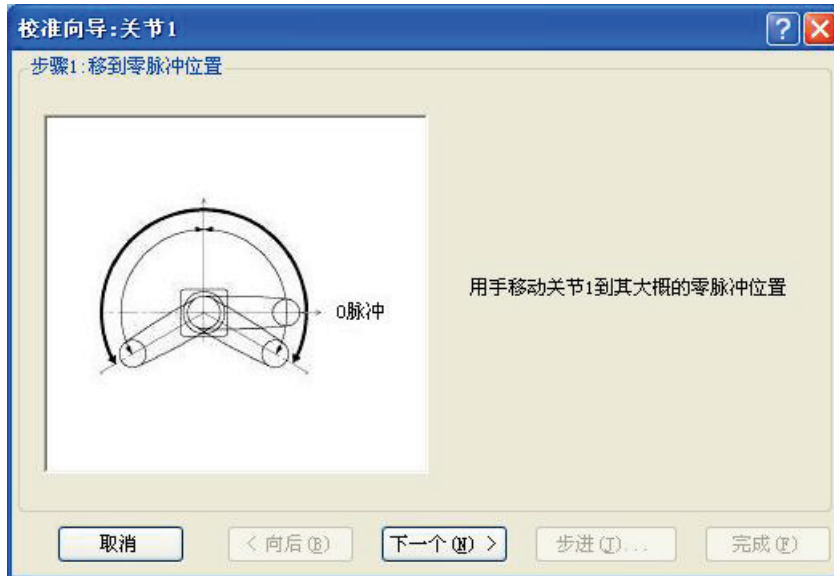 校准向导:关节1
步骤1:移到零脉冲位置
0脉冲
用手移动关节1到其大概的零脉冲位置
取消
< 向后(B)
下一个(N) >
步进(J)...
完成(F)